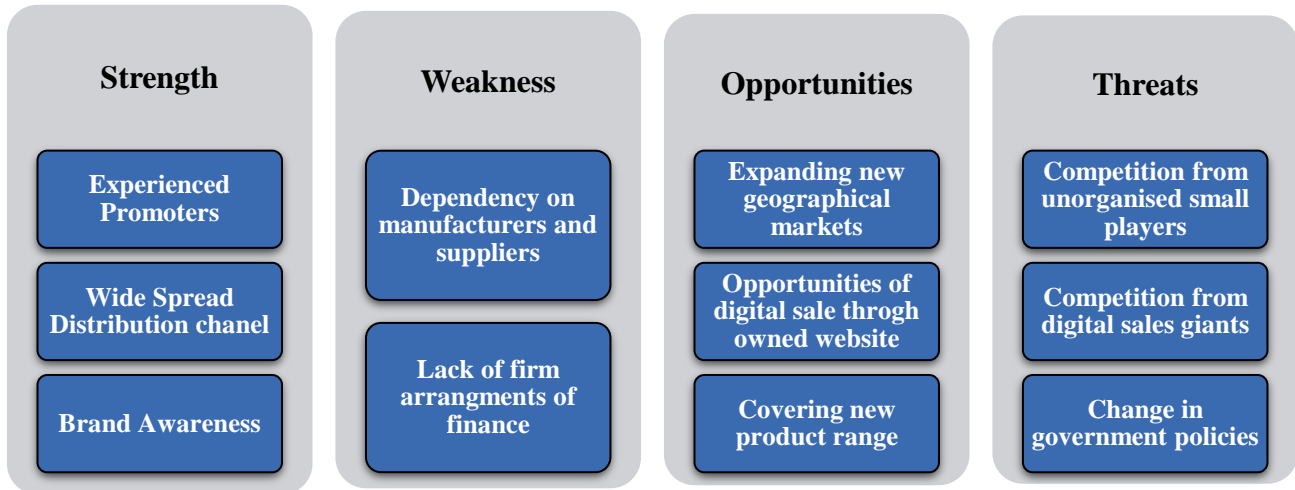 Strength
Experienced
Promoters
Wide Spread
Distribution chanel
Brand Awareness
Weakness
Dependency on
manufacturers and
suppliers
Lack of firm
arrangments of
finance
Opportunities
Expanding new
geographical
markets
Opportunities of
digital sale throgh
owned website
Covering new
product range
Threats
Competition from
unorganised small
players
Competition from
digital sales giants
Change in
government policies